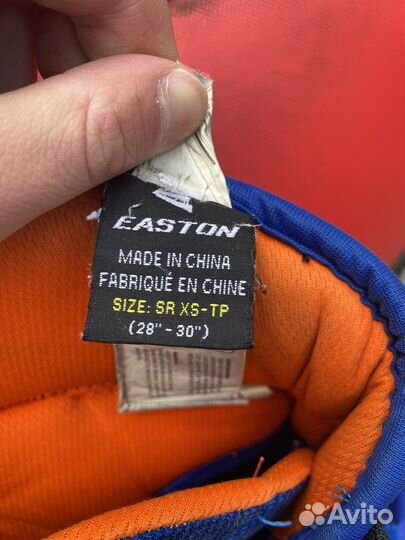 EASTON
MADE IN CHINA
FABRIQUÉ EN CHINE
SIZE: SR XS-TP
(28" - 30")
Avito